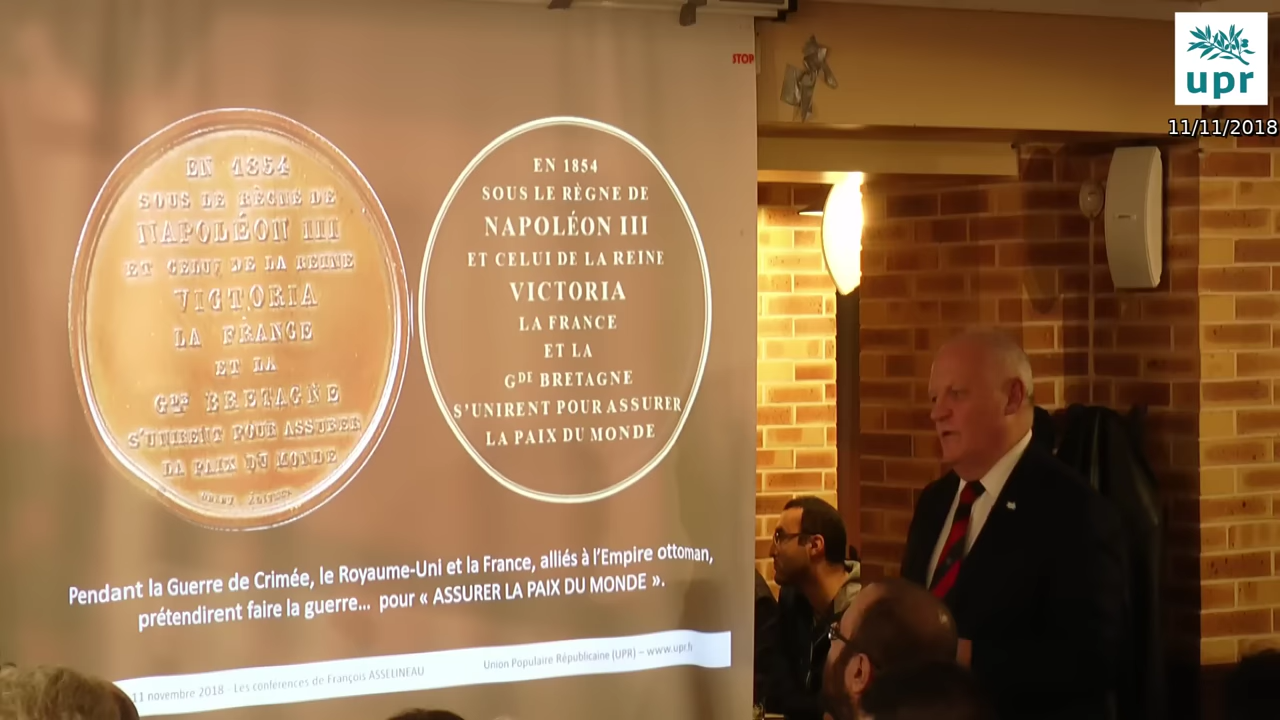 STOP
upr
11/11/2018
EN 1854
SOUS LE RÈGNE DE
NAPOLÉON III
ET CELUI DE LA REINE
VICTORIA
LA FRANCE
ET LA
GDE BRETAGNE
S'UNIRENT POUR ASSURER
LA PAIX DU MONDE
EN 1854
SOUS LE RÈGNE DE
NAPOLÉON III
ET CELUI DE LA REINE
VICTORIA
LA FRANCE
ET LA
GDE BRETAGNE
S'UNIRENT POUR ASSURER
LA PAIX DU MONDE
Pendant la Guerre de Crimée, le Royaume-Uni et la France, alliés à l'Empire ottoman,
prétendirent faire la guerre... pour « ASSURER LA PAIX DU MONDE ».
11 novembre 2018 - Les conférences de François ASSELINEAU
Union Populaire Républicaine (UPR) – www.upr.fr